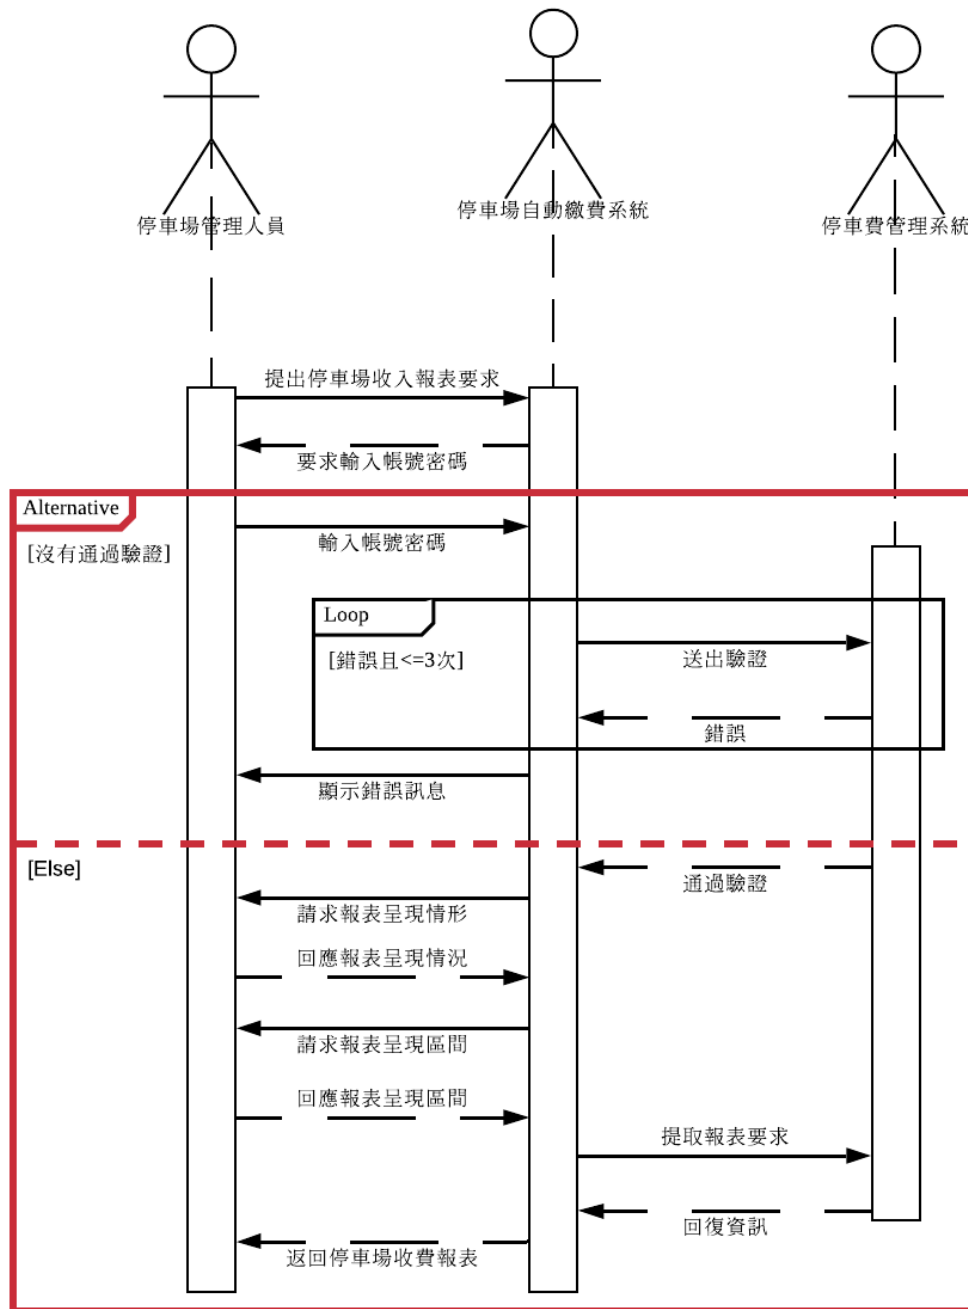 停車場管理人員
停車場自動繳費系統
停車費管理系統
提出停車場收入報表要求
要求輸入帳號密碼
Alternative
輸入帳號密碼
[沒有通過驗證]
Loop
[錯誤且<=3次]
送出驗證
錯誤
顯示錯誤訊息
[Else]
通過驗證
請求報表呈現情形
回應報表呈現情況
請求報表呈現區間
回應報表呈現區間
提取報表要求
回復資訊
返回停車場收費報表